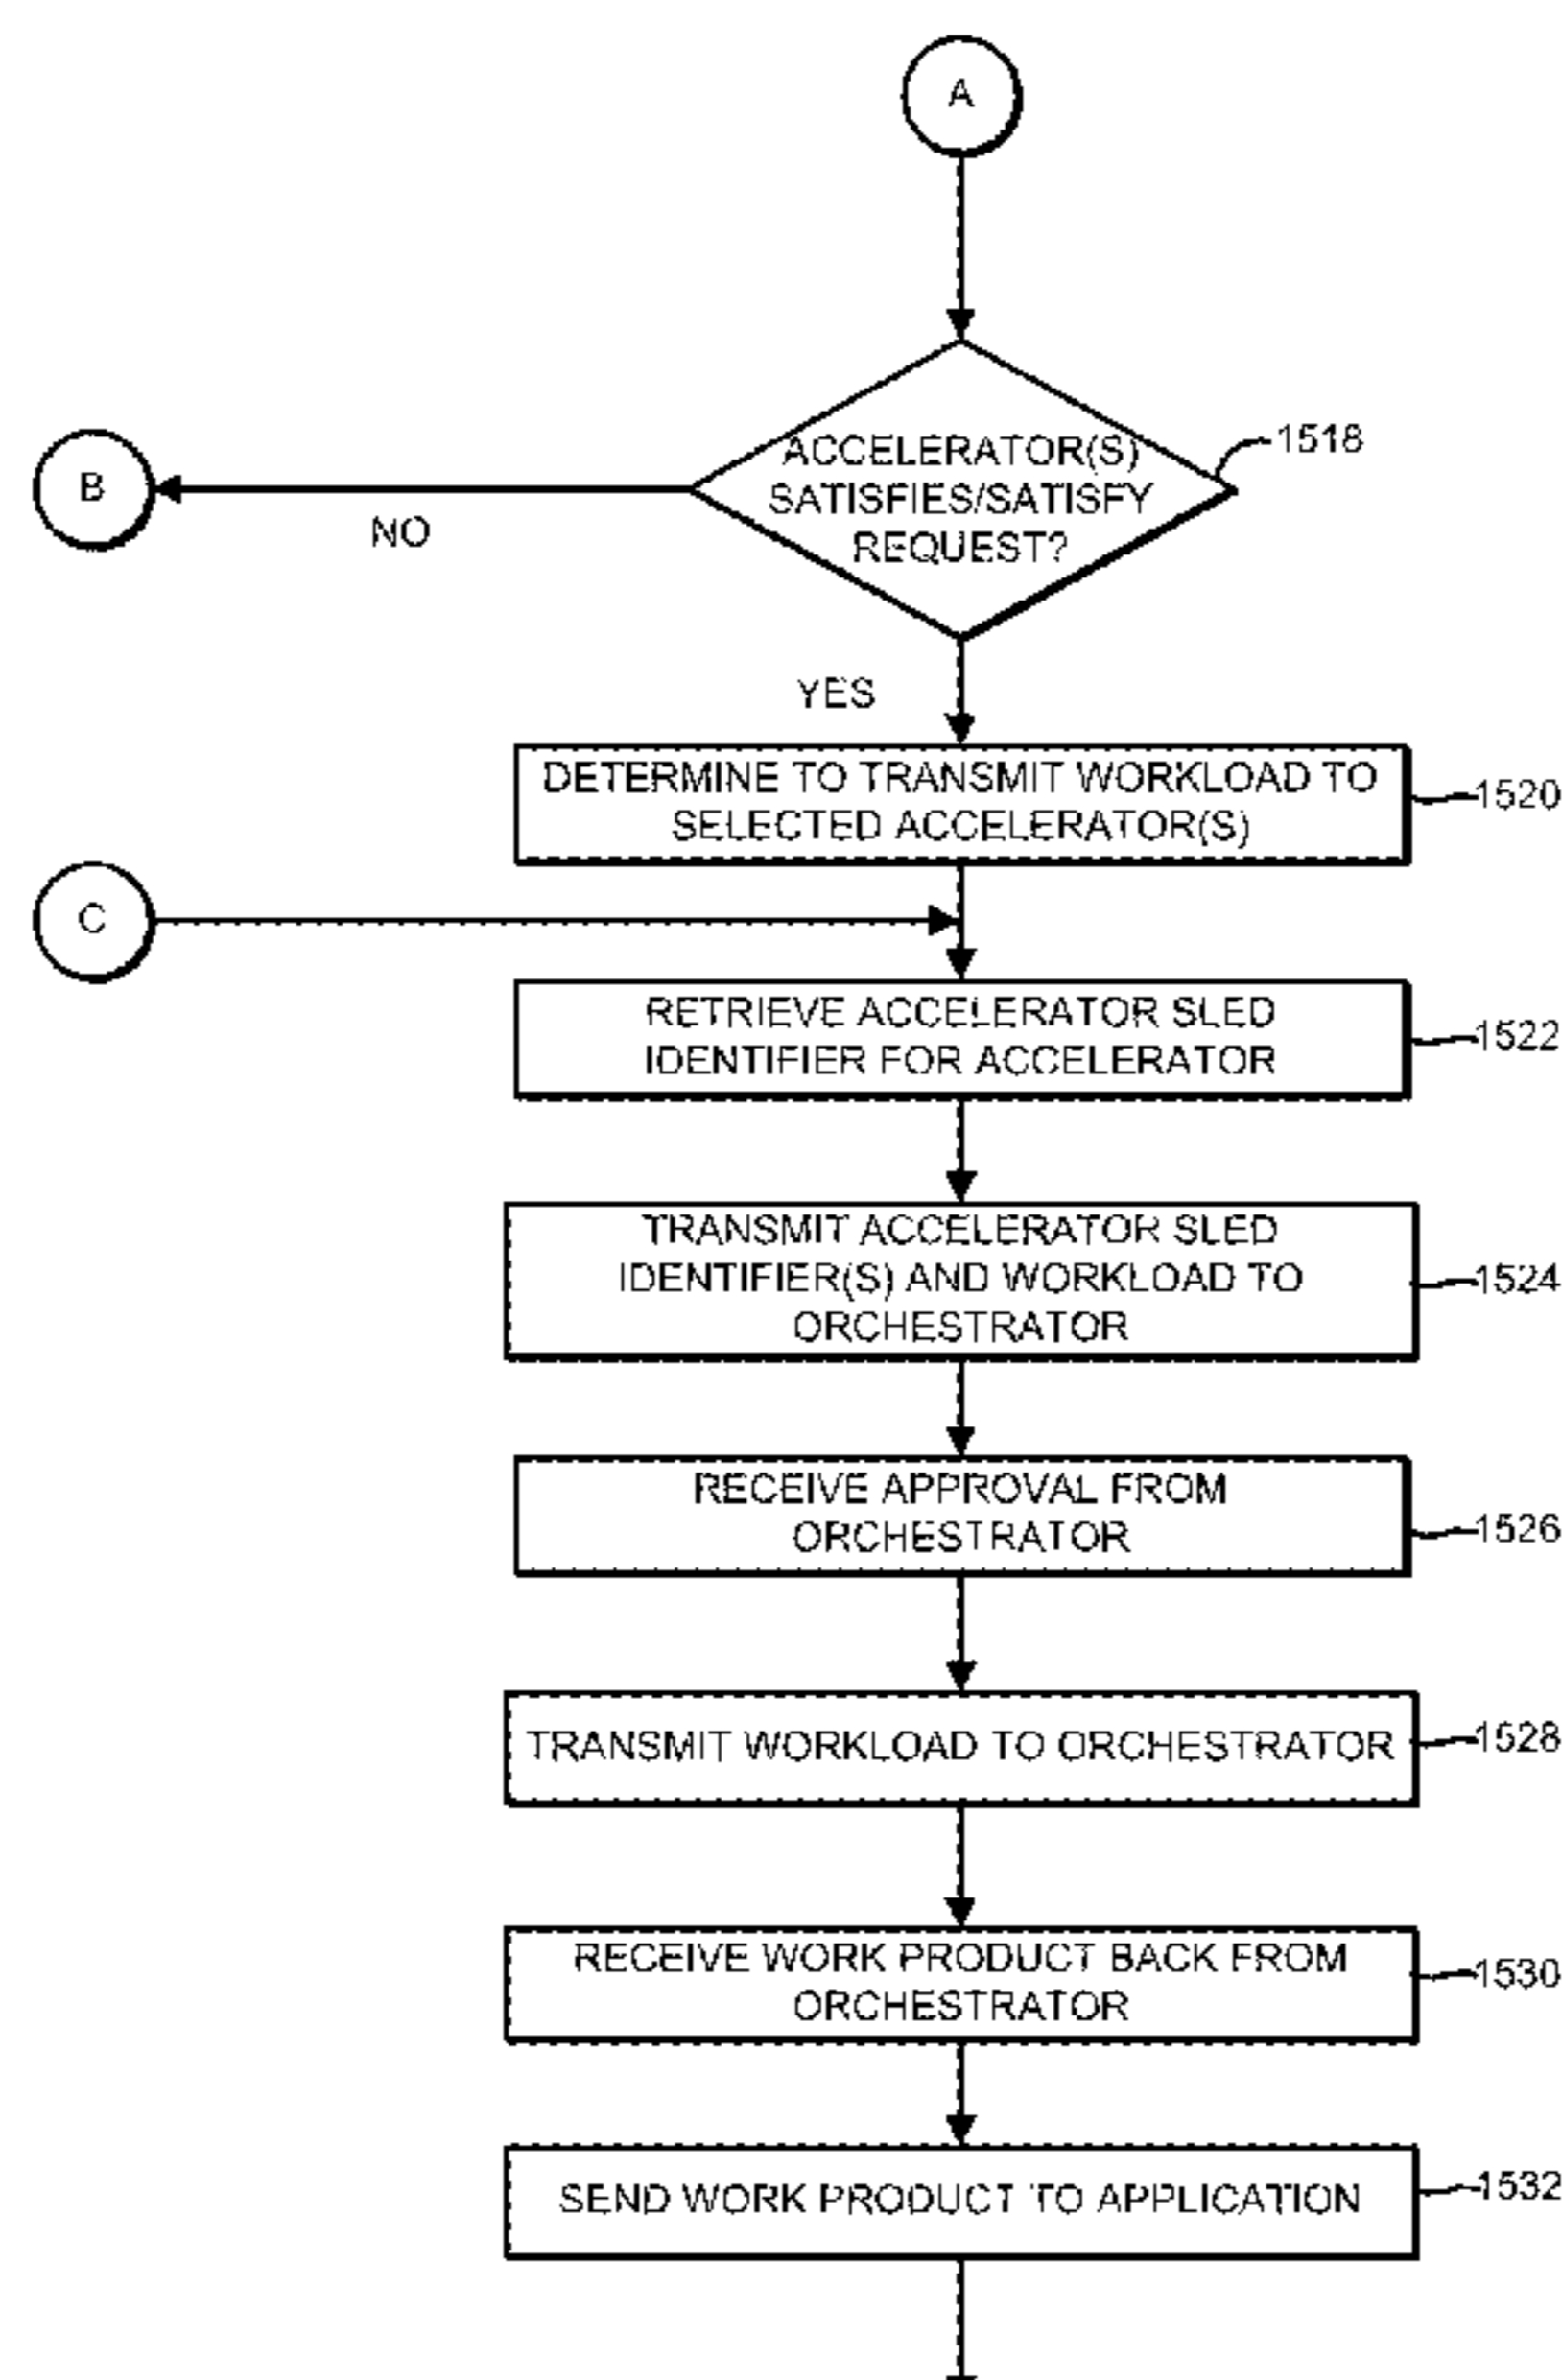 A
ACCELERATOR(S)
SATISFIES/SATISFY
REQUEST?
1518
B
NO
YES
DETERMINE TO TRANSMIT WORKLOAD TO
SELECTED ACCELERATOR(S)
1520
C
RETRIEVE ACCELERATOR SLED
IDENTIFIER FOR ACCELERATOR
1522
TRANSMIT ACCELERATOR SLED
IDENTIFIER(S) AND WORKLOAD TO
ORCHESTRATOR
1524
RECEIVE APPROVAL FROM
ORCHESTRATOR
1526
TRANSMIT WORKLOAD TO ORCHESTRATOR
1528
RECEIVE WORK PRODUCT BACK FROM
ORCHESTRATOR
1530
SEND WORK PRODUCT TO APPLICATION
1532